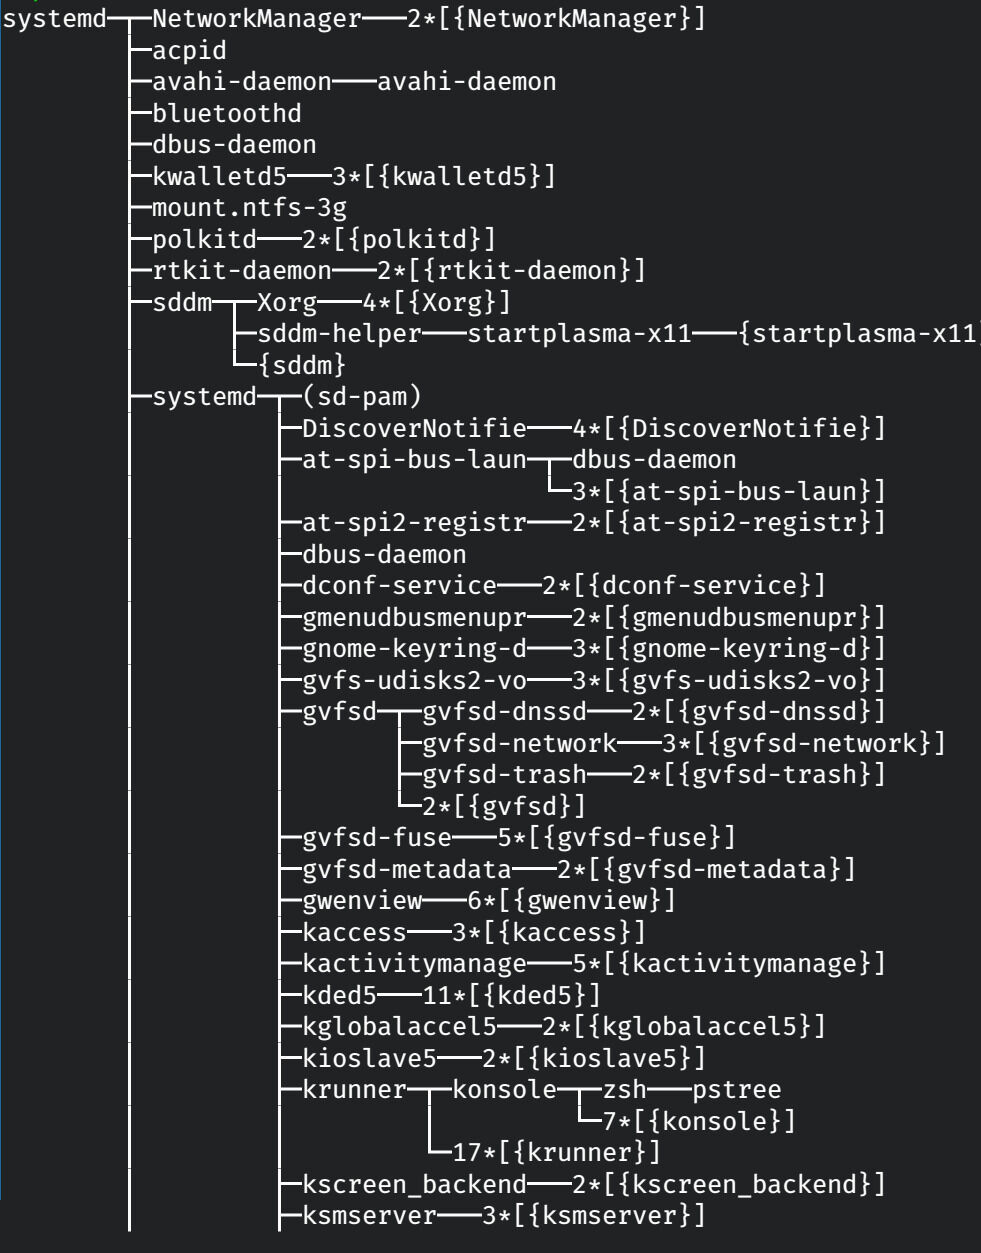 systemd─┬─NetworkManager───2*[{NetworkManager}]
        ├─acpid
        ├─avahi-daemon───avahi-daemon
        ├─bluetoothd
        ├─dbus-daemon
        ├─kwalletd5───3*[{kwalletd5}]
        ├─mount.ntfs-3g
        ├─polkitd───2*[{polkitd}]
        ├─rtkit-daemon───2*[{rtkit-daemon}]
        ├─sddm─┬─Xorg───4*[{Xorg}]
        │      ├─sddm-helper───startplasma-x11───{startplasma-x11}
        │      └─{sddm}
        ├─systemd─┬─(sd-pam)
        │         ├─DiscoverNotifie───4*[{DiscoverNotifie}]
        │         ├─at-spi-bus-laun─┬─dbus-daemon
        │         │                 └─3*[{at-spi-bus-laun}]
        │         ├─at-spi2-registr───2*[{at-spi2-registr}]
        │         ├─dbus-daemon
        │         ├─dconf-service───2*[{dconf-service}]
        │         ├─gmenudbusmenupr───2*[{gmenudbusmenupr}]
        │         ├─gnome-keyring-d───3*[{gnome-keyring-d}]
        │         ├─gvfs-udisks2-vo───3*[{gvfs-udisks2-vo}]
        │         ├─gvfsd─┬─gvfsd-dnssd───2*[{gvfsd-dnssd}]
        │         │       ├─gvfsd-network───3*[{gvfsd-network}]
        │         │       ├─gvfsd-trash───2*[{gvfsd-trash}]
        │         │       └─2*[{gvfsd}]
        │         ├─gvfsd-fuse───5*[{gvfsd-fuse}]
        │         ├─gvfsd-metadata───2*[{gvfsd-metadata}]
        │         ├─gwenview───6*[{gwenview}]
        │         ├─kaccess───3*[{kaccess}]
        │         ├─kactivitymanage───5*[{kactivitymanage}]
        │         ├─kded5───11*[{kded5}]
        │         ├─kglobalaccel5───2*[{kglobalaccel5}]
        │         ├─kioslave5───2*[{kioslave5}]
        │         ├─krunner─┬─konsole─┬─zsh───pstree
        │         │         │         └─7*[{konsole}]
        │         │         └─17*[{krunner}]
        │         ├─kscreen_backend───2*[{kscreen_backend}]
        │         ├─ksmserver───3*[{ksmserver}]